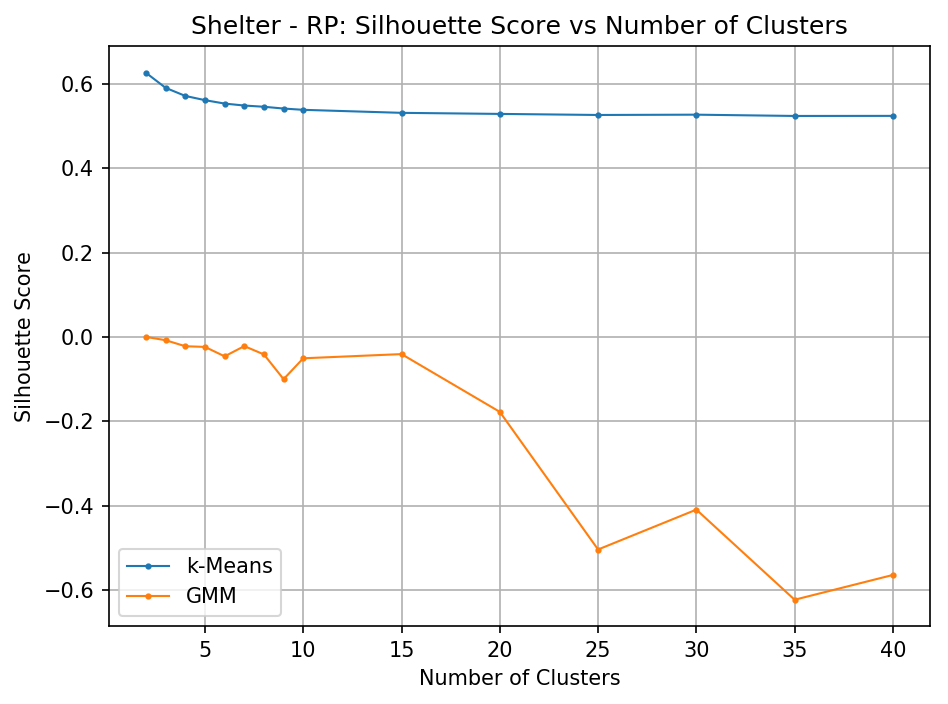 Shelter - RP: Silhouette Score vs Number of Clusters
Silhouette Score
0.6
0.4
0.2
0.0
−0.2
−0.4
−0.6
k-Means
GMM
5 10 15 20 25 30 35 40
Number of Clusters